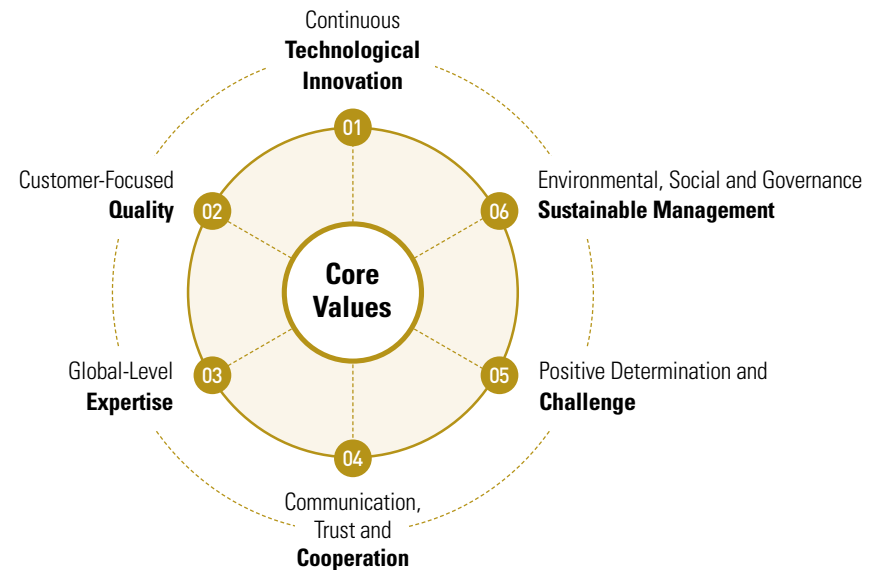 Continuous
Technological
Innovation
01
Customer-Focused
Quality
02
Global-Level
Expertise
03
Communication,
Trust and
Cooperation
04
Positive Determination and
Challenge
05
Environmental, Social and Governance
Sustainable Management
06
Core
Values